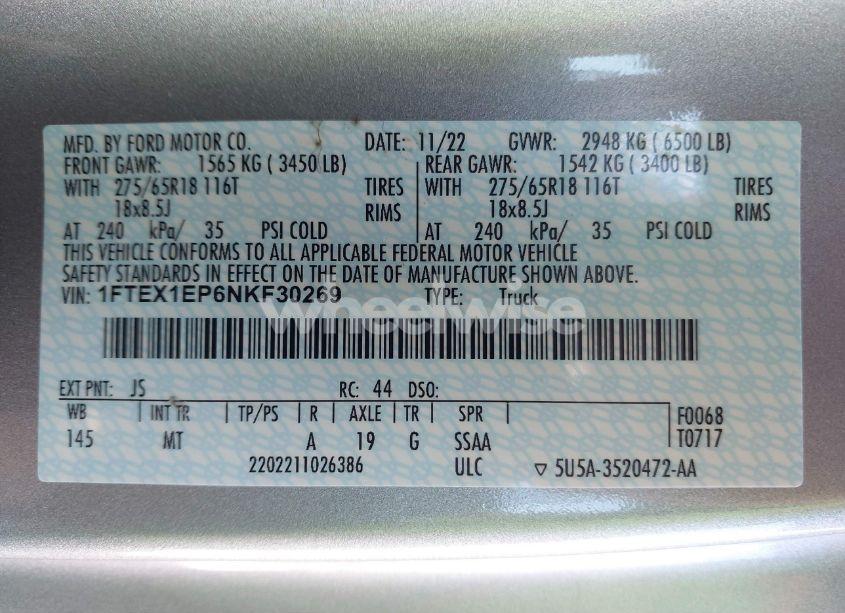 MFD. BY FORD MOTOR CO. DATE: 11/22 GVWR: 2948 KG ( 6500 LB)
FRONT GAWR: 1565 KG ( 3450 LB) REAR GAWR: 1542 KG ( 3400 LB)
WITH 275/65R18 116T TIRES WITH 275/65R18 116T TIRES
18x8.5J RIMS 18x8.5J RIMS
AT 240 kPa/ 35 PSI COLD AT 240 kPa/ 35 PSI COLD
THIS VEHICLE CONFORMS TO ALL APPLICABLE FEDERAL MOTOR VEHICLE
SAFETY STANDARDS IN EFFECT ON THE DATE OF MANUFACTURE SHOWN ABOVE.
VIN: 1FTEX1EP6NKF30269 TYPE: Truck
wheelwise
EXT PNT: JS RC: 44 DSO:
WB INT TR TP/PS R AXLE TR SPR F0068
145 MT A 19 G SSAA T0717
2202211026386 ULC ▽ 5U5A-3520472-AA